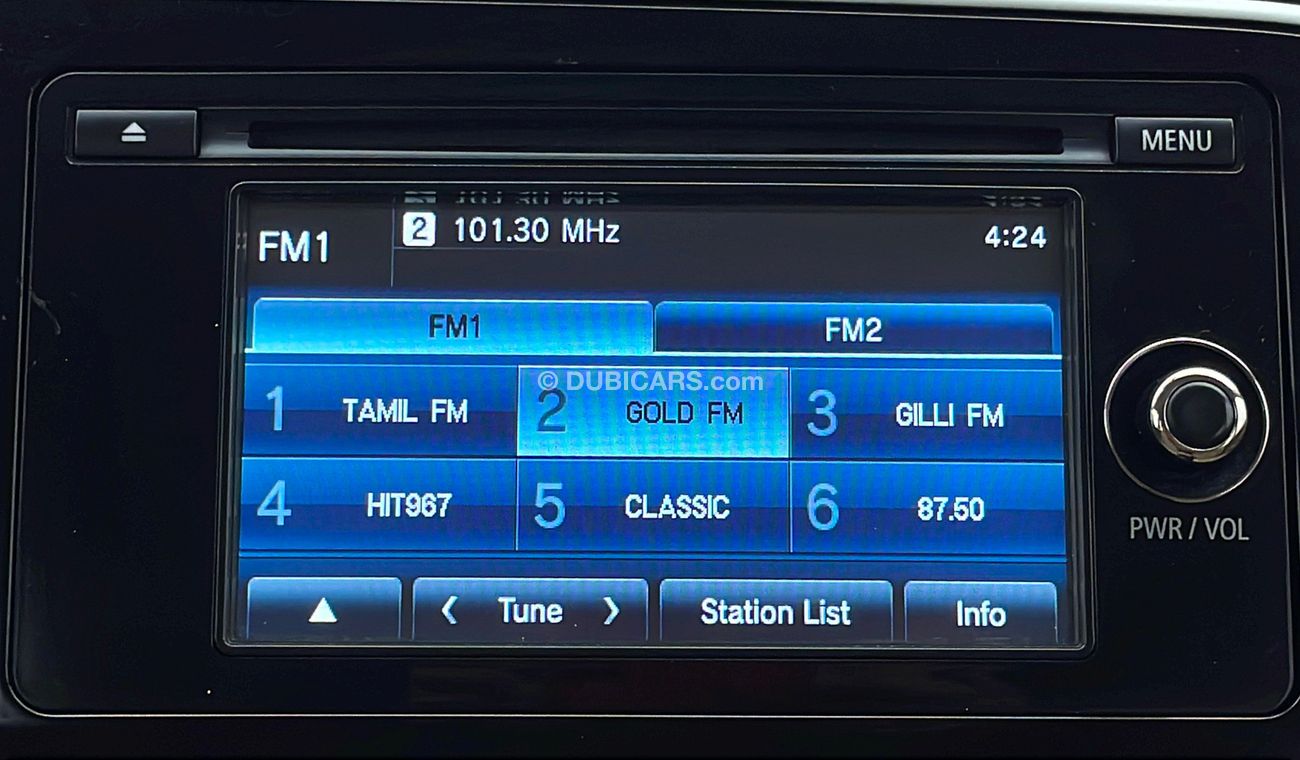 MENU
FM1
2 101.30 MHz
4:24
FM1
FM2
© DUBICARS.com
1 TAMIL FM
2 GOLD FM
3 GILLI FM
4 HIT967
5 CLASSIC
6 87.50
PWR / VOL
Tune
Station List
Info